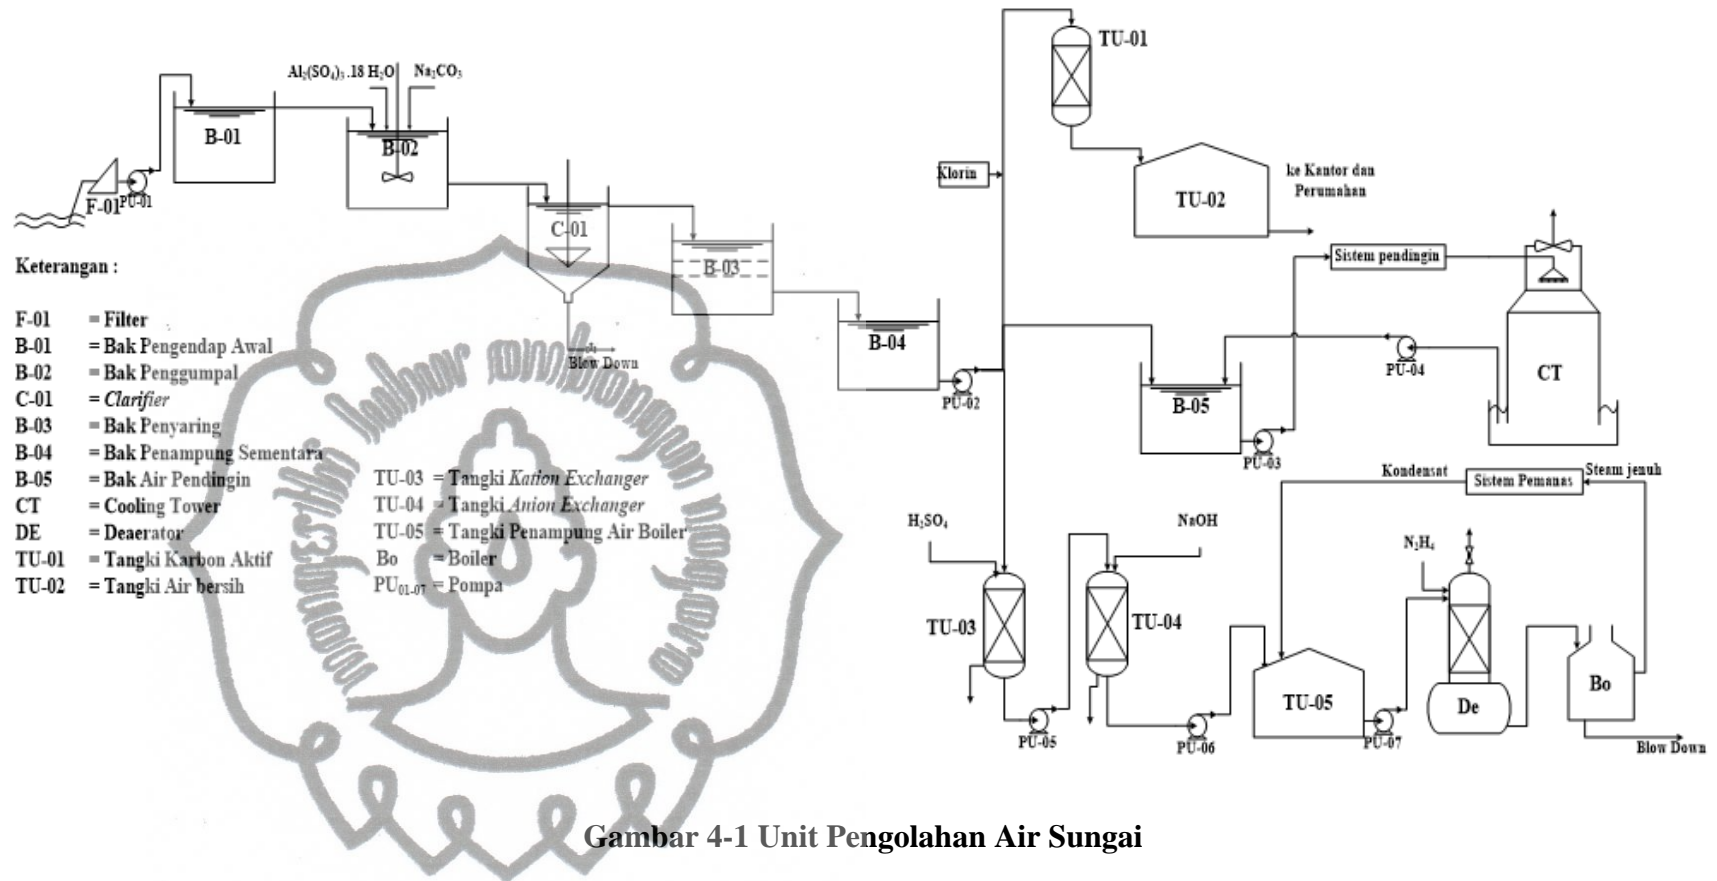 Al₂(SO₄)₃ .18 H₂O
Na₂CO₃
B-01
B-02
F-01
PU-01
C-01
B-03
Blow Down
B-04
PU-02
Klorin
TU-01
TU-02
ke Kantor dan
Perumahan
Sistem pendingin
CT
PU-04
B-05
PU-03
Kondensat
Sistem Pemanas
Steam jenuh
H₂SO₄
NaOH
N₂H₄
TU-03
TU-04
PU-05
PU-06
TU-05
PU-07
De
Bo
Blow Down
Keterangan :
F-01 = Filter
B-01 = Bak Pengendap Awal
B-02 = Bak Penggumpal
C-01 = Clarifier
B-03 = Bak Penyaring
B-04 = Bak Penampung Sementara
B-05 = Bak Air Pendingin
CT = Cooling Tower
DE = Deaerator
TU-01 = Tangki Karbon Aktif
TU-02 = Tangki Air bersih
TU-03 = Tangki Kation Exchanger
TU-04 = Tangki Anion Exchanger
TU-05 = Tangki Penampung Air Boiler
Bo = Boiler
PU₀₁₋₀₇ = Pompa
Gambar 4-1 Unit Pengolahan Air Sungai